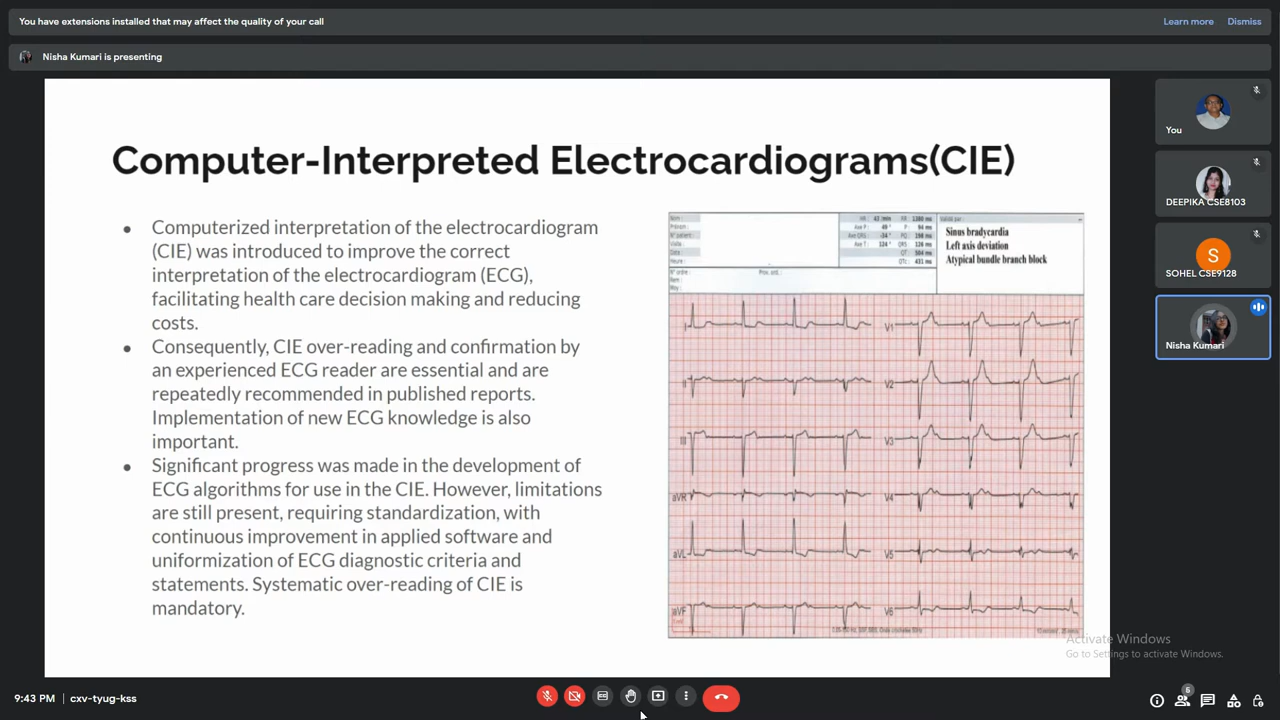 You have extensions installed that may affect the quality of your call
Learn more
Dismiss
Nisha Kumari is presenting
Computer-Interpreted Electrocardiograms(CIE)
● Computerized interpretation of the electrocardiogram
(CIE) was introduced to improve the correct
interpretation of the electrocardiogram (ECG),
facilitating health care decision making and reducing
costs.
● Consequently, CIE over-reading and confirmation by
an experienced ECG reader are essential and are
repeatedly recommended in published reports.
Implementation of new ECG knowledge is also
important.
● Significant progress was made in the development of
ECG algorithms for use in the CIE. However, limitations
are still present, requiring standardization, with
continuous improvement in applied software and
uniformization of ECG diagnostic criteria and
statements. Systematic over-reading of CIE is
mandatory.
Sinus bradycardia
Left axis deviation
Atypical bundle branch block
I
V1
II
V2
III
V3
aVR
V4
aVL
V5
aVF
V6
You
DEEPIKA CSE8103
S
SOHEL CSE9128
Nisha Kumari
Activate Windows
Go to Settings to activate Windows.
9:43 PM | cxv-tyug-kss